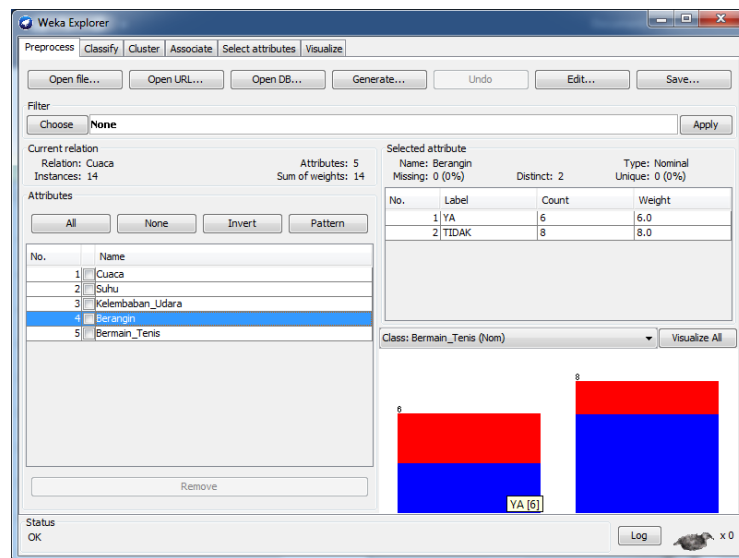 Weka Explorer
Preprocess Classify Cluster Associate Select attributes Visualize
Open file... Open URL... Open DB... Generate... Undo Edit... Save...
Filter
Choose None Apply
Current relation
Relation: Cuaca Attributes: 5
Instances: 14 Sum of weights: 14
Attributes
All None Invert Pattern
No. Name
1 Cuaca
2 Suhu
3 Kelembaban_Udara
4 Berangin
5 Bermain_Tenis
Remove
Selected attribute
Name: Berangin Type: Nominal
Missing: 0 (0%) Distinct: 2 Unique: 0 (0%)
No. Label Count Weight
1 YA 6 6.0
2 TIDAK 8 8.0
Class: Bermain_Tenis (Nom) Visualize All
6
8
YA [6]
Status
OK
Log x 0